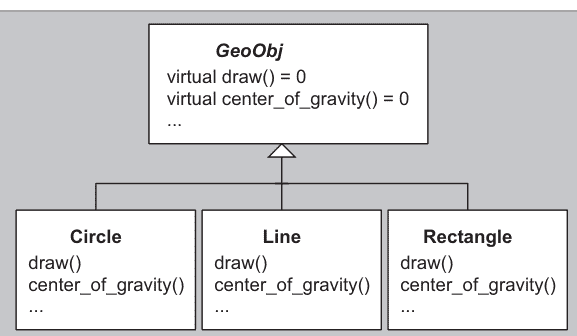 GeoObj
virtual draw() = 0
virtual center_of_gravity() = 0
...
Circle
draw()
center_of_gravity()
...
Line
draw()
center_of_gravity()
...
Rectangle
draw()
center_of_gravity()
...